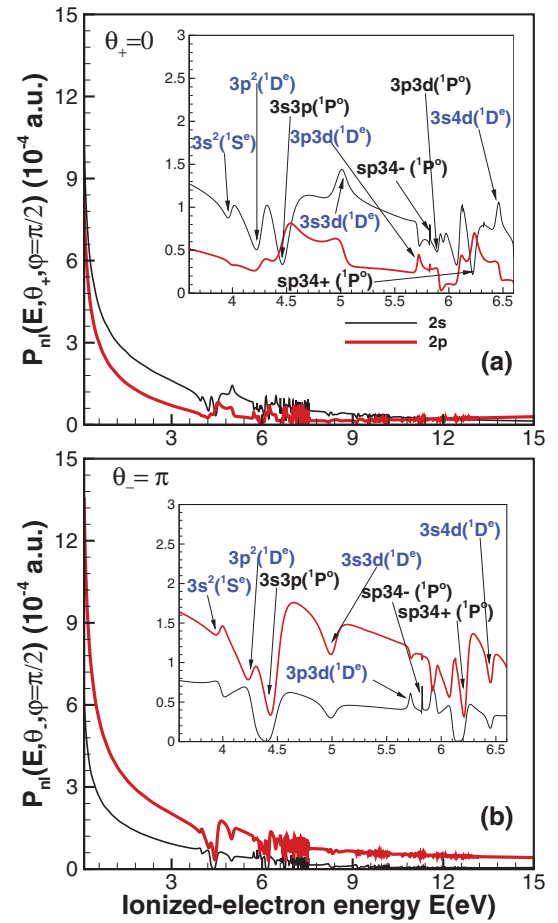 15
12
9
6
3
0
P_nl(E,θ₊,φ=π/2) (10⁻⁴ a.u.)
θ₊=0
3
2.5
2
1.5
1
0.5
0
4 4.5 5 5.5 6 6.5
3p²(¹Dᵉ)
3s3p(¹Pᵒ)
3s²(¹Sᵉ)
3p3d(¹Dᵉ)
3p3d(¹Pᵒ)
3s4d(¹Dᵉ)
sp34- (¹Pᵒ)
3s3d(¹Dᵉ)
sp34+ (¹Pᵒ)
2s
2p
(a)
3 6 9 12 15
15
12
9
6
3
0
P_nl(E,θ₋,φ=π/2) (10⁻⁴ a.u.)
θ₋= π
3
2.5
2
1.5
1
0.5
0
4 4.5 5 5.5 6 6.5
3s4d(¹Dᵉ)
3p²(¹Dᵉ)
3s3d(¹Dᵉ)
3s²(¹Sᵉ)
3s3p(¹Pᵒ)
sp34- (¹Pᵒ)
sp34+ (¹Pᵒ)
3p3d(¹Dᵉ)
(b)
3 6 9 12 15
Ionized-electron energy E(eV)